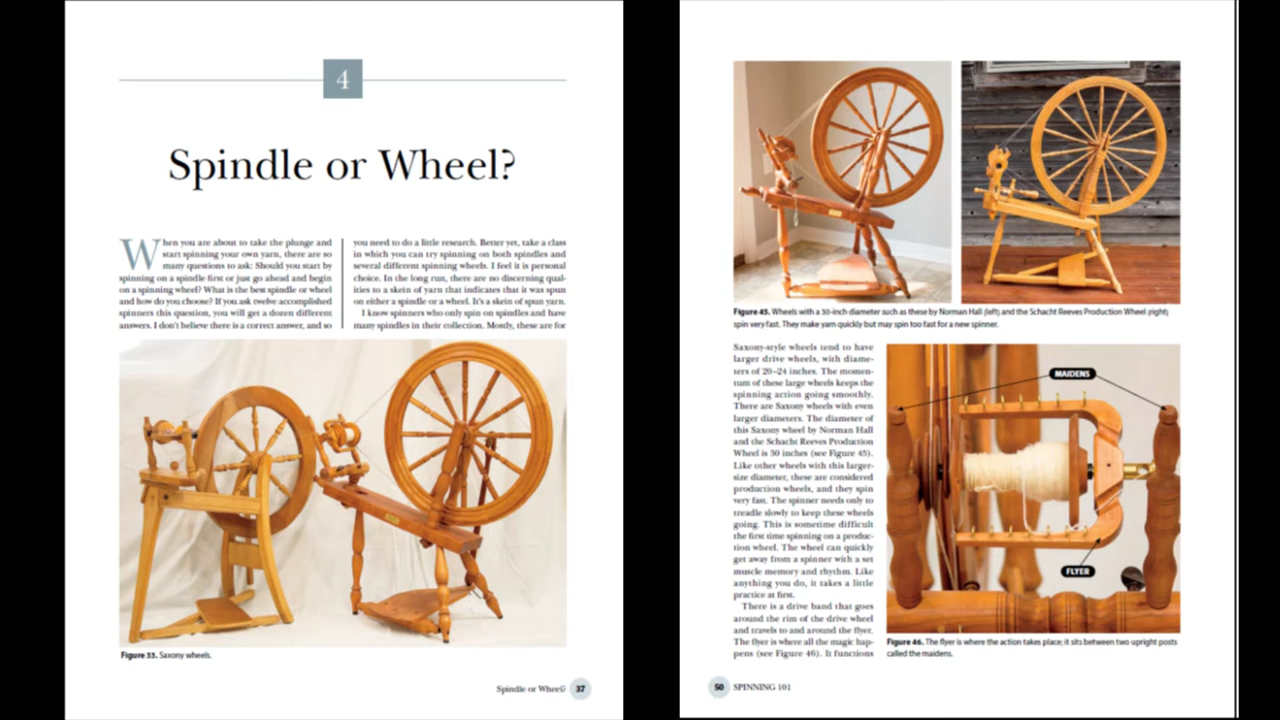 4
Spindle or Wheel?
When you are about to take the plunge and
start spinning your own yarn, there are so
many questions to ask: Should you start by
spinning on a spindle first or just go ahead and begin
on a spinning wheel? What is the best spindle or wheel
and how do you choose? If you ask twelve accomplished
spinners this question, you will get a dozen different
answers. I don't believe there is a correct answer, and so
you need to do a little research. Better yet, take a class
in which you can try spinning on both spindles and
several different spinning wheels. I feel it is personal
choice. In the long run, there are no discerning qual-
ities to a skein of yarn that indicates that it was spun
on either a spindle or a wheel. It's a skein of spun yarn.
I know spinners who only spin on spindles and have
many spindles in their collection. Mostly, these are for
Figure 33. Saxony wheels.
Spindle or Wheel? 37
Figure 45. Wheels with a 30-inch diameter such as these by Norman Hall (left) and the Schacht Reeves Production Wheel (right)
spin very fast. They make yarn quickly but may spin too fast for a new spinner.
Saxony-style wheels tend to have
larger drive wheels, with diame-
ters of 20–24 inches. The momen-
tum of these large wheels keeps the
spinning action going smoothly.
There are Saxony wheels with even
larger diameters. The diameter of
this Saxony wheel by Norman Hall
and the Schacht Reeves Production
Wheel is 30 inches (see Figure 45).
Like other wheels with this larger-
size diameter, these are considered
production wheels, and they spin
very fast. The spinner needs only to
treadle slowly to keep these wheels
going. This is sometime difficult
the first time spinning on a produc-
tion wheel. The wheel can quickly
get away from a spinner with a set
muscle memory and rhythm. Like
anything you do, it takes a little
practice at first.
There is a drive band that goes
around the rim of the drive wheel
and travels to and around the flyer.
The flyer is where all the magic hap-
pens (see Figure 46). It functions
MAIDENS
FLYER
Figure 46. The flyer is where the action takes place; it sits between two upright posts
called the maidens.
50 SPINNING 101